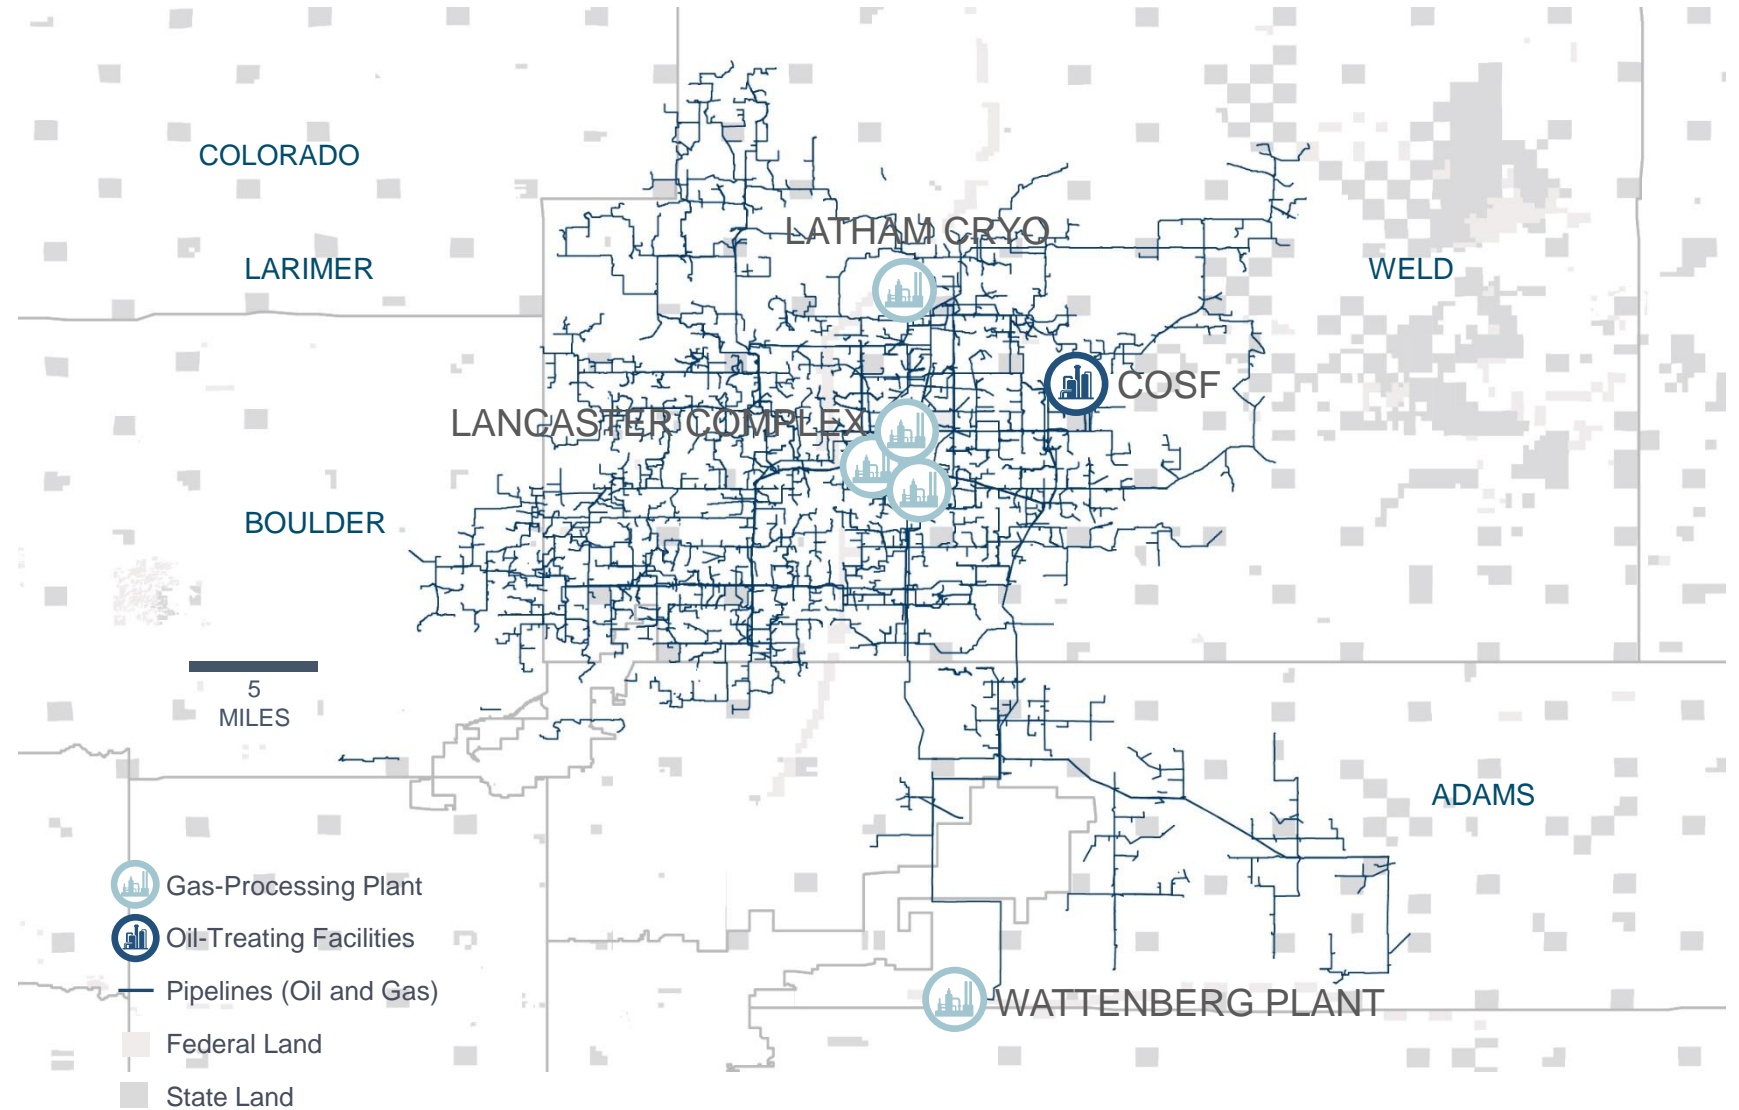 COLORADO
LATHAM CRYO
LARIMER
WELD
COSF
LANCASTER COMPLEX
BOULDER
5
MILES
ADAMS
Gas-Processing Plant
Oil-Treating Facilities
Pipelines (Oil and Gas)
WATTENBERG PLANT
Federal Land
State Land